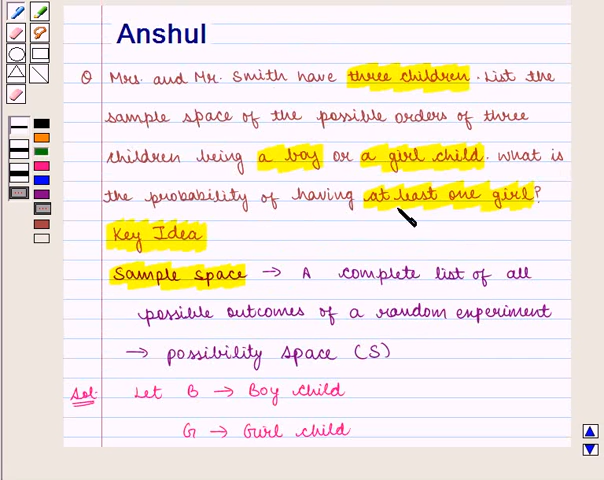 Anshul
Q Mrs. and Mr. Smith have three children. List the
sample space of the possible orders of three
children being a boy or a girl child. What is
the probability of having at least one girl?
Key Idea
Sample space → A complete list of all
possible outcomes of a random experiment
→ possibility space (S)
Sol. Let B → Boy child
G → Girl child